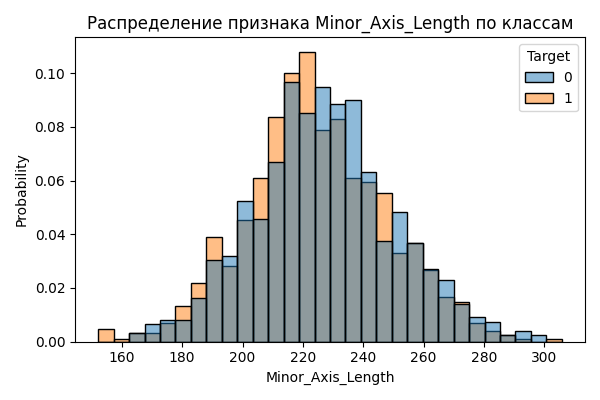 Распределение признака Minor_Axis_Length по классам
Target
0
1
Probability
0.10
0.08
0.06
0.04
0.02
0.00
160 180 200 220 240 260 280 300
Minor_Axis_Length